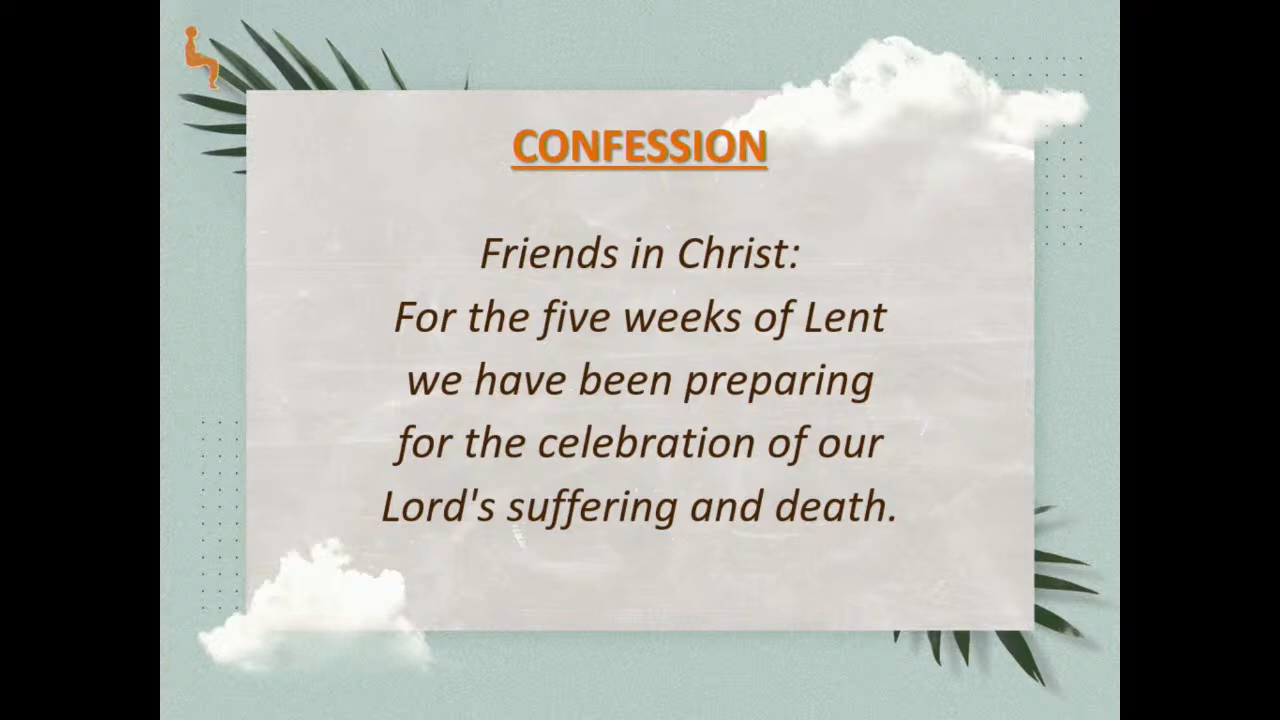 CONFESSION
Friends in Christ:
For the five weeks of Lent
we have been preparing
for the celebration of our
Lord's suffering and death.